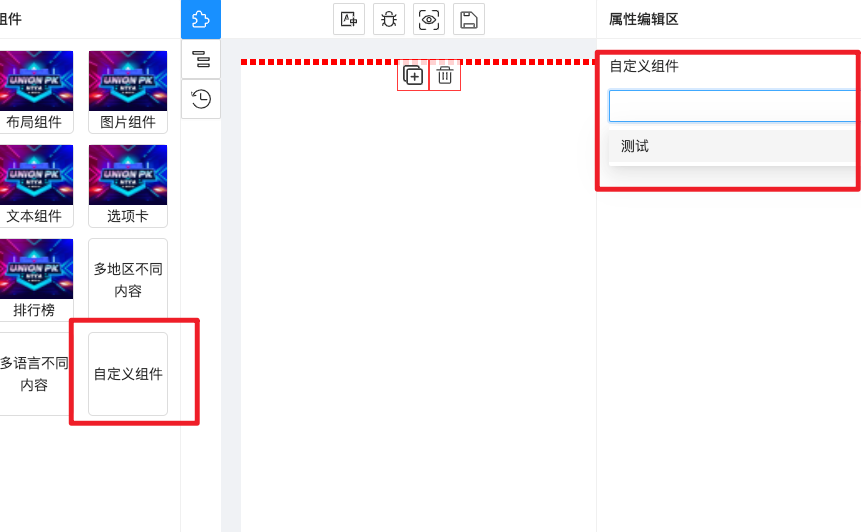 组件
属性编辑区
UNION PK
布局组件
UNION PK
图片组件
UNION PK
文本组件
UNION PK
选项卡
UNION PK
排行榜
多地区不同
内容
多语言不同
内容
自定义组件
自定义组件
测试